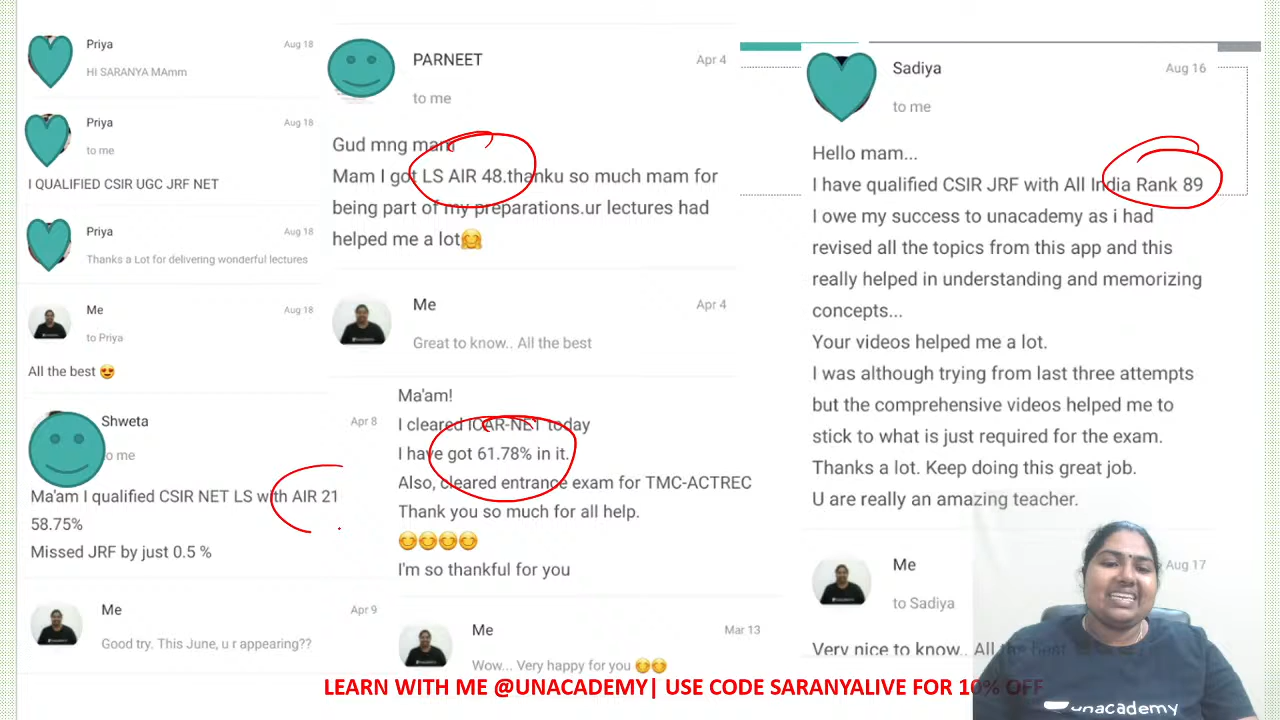 Priya
Aug 18
Hi SARANYA MAmm
Priya
Aug 18
to me
I QUALIFIED CSIR UGC JRF NET
Priya
Aug 18
Thanks a Lot for delivering wonderful lectures
Me
Aug 18
to Priya
All the best 😍
Shweta
Apr 8
to me
Ma'am I qualified CSIR NET LS with AIR 21
58.75%
Missed JRF by just 0.5 %
Me
Apr 9
Good try. This June, u r appearing??
PARNEET
Apr 4
to me
Gud mng mam
Mam I got LS AIR 48.thanku so much mam for
being part of my preparations.ur lectures had
helped me a lot🤗
Me
Apr 4
Great to know.. All the best
Ma'am!
I cleared ICAR-NET today
I have got 61.78% in it.
Also, cleared entrance exam for TMC-ACTREC
Thank you so much for all help.
😊😊😊😊
I'm so thankful for you
Me
Mar 13
Wow... Very happy for you 😊😊
Sadiya
Aug 16
to me
Hello mam...
I have qualified CSIR JRF with All India Rank 89
I owe my success to unacademy as i had
revised all the topics from this app and this
really helped in understanding and memorizing
concepts...
Your videos helped me a lot.
I was although trying from last three attempts
but the comprehensive videos helped me to
stick to what is just required for the exam.
Thanks a lot. Keep doing this great job.
U are really an amazing teacher.
Me
Aug 17
to Sadiya
Very nice to know.. All the best
LEARN WITH ME @UNACADEMY| USE CODE SARANYALIVE FOR 10% OFF
unacademy